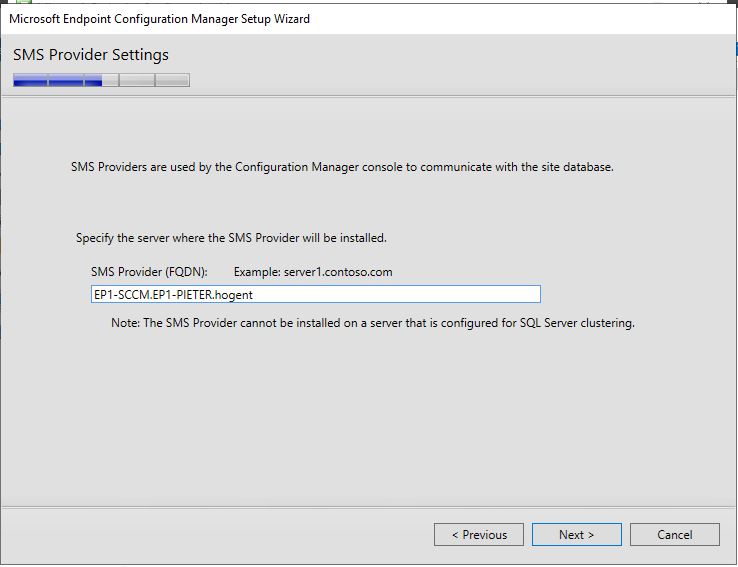 Microsoft Endpoint Configuration Manager Setup Wizard
SMS Provider Settings
SMS Providers are used by the Configuration Manager console to communicate with the site database.
Specify the server where the SMS Provider will be installed.
SMS Provider (FQDN): Example: server1.contoso.com
EP1-SCCM.EP1-PIETER.hogent
Note: The SMS Provider cannot be installed on a server that is configured for SQL Server clustering.
< Previous Next > Cancel